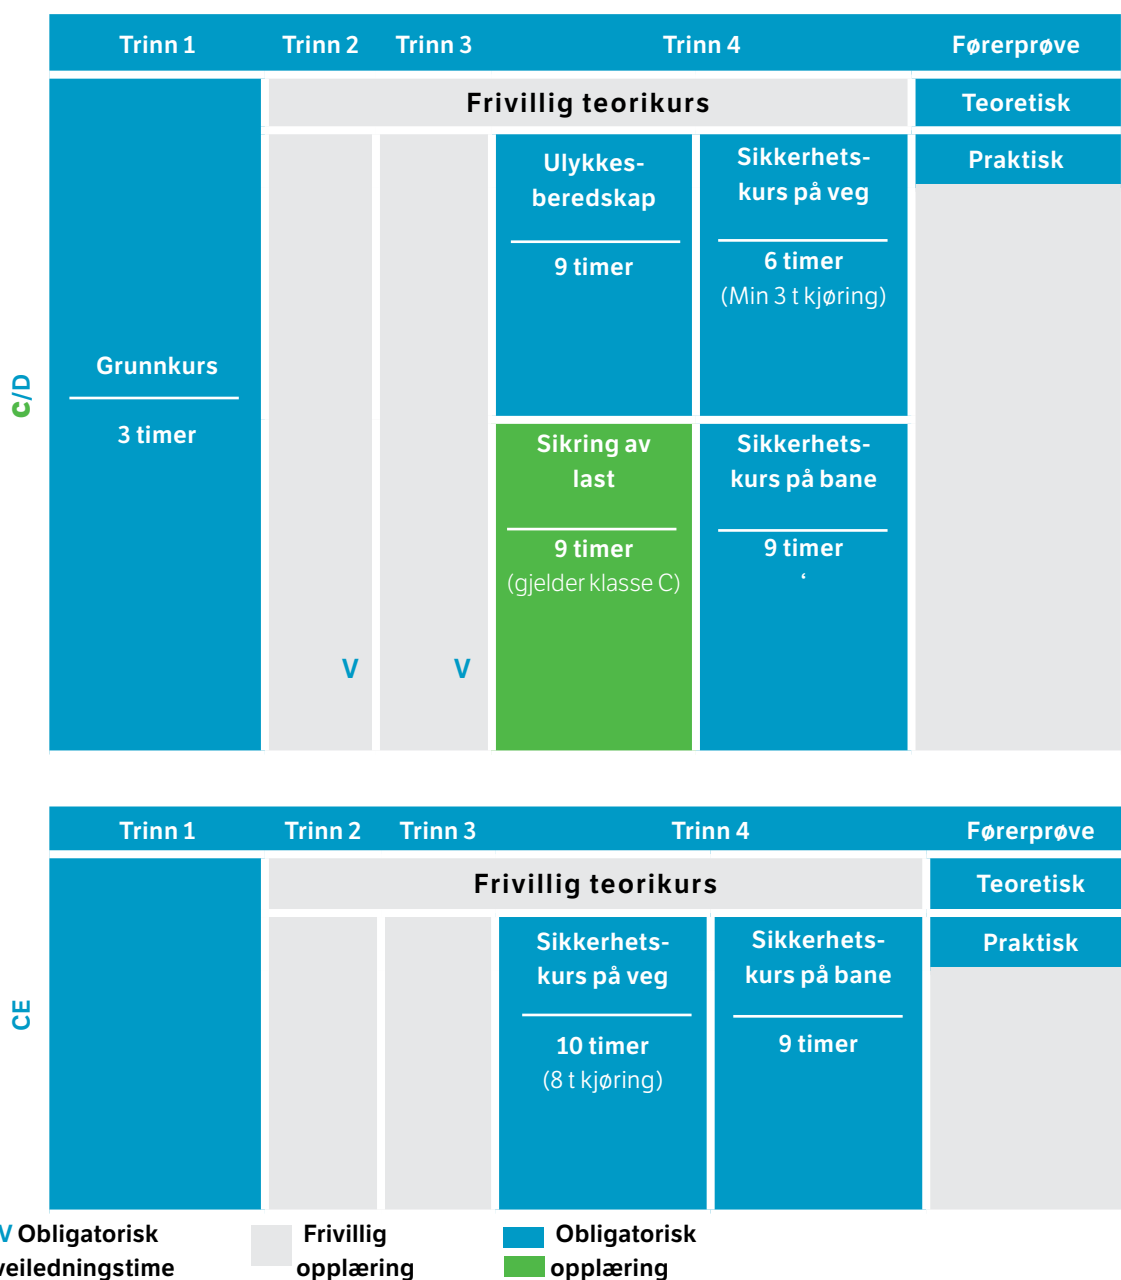 Trinn 1 Trinn 2 Trinn 3 Trinn 4 Førerprøve
Frivillig teorikurs Teoretisk
Praktisk
C/D
Grunnkurs
3 timer
Ulykkes-
beredskap
9 timer
Sikkerhets-
kurs på veg
6 timer
(Min 3 t kjøring)
Sikring av
last
9 timer
(gjelder klasse C)
Sikkerhets-
kurs på bane
9 timer
‘
V V
Trinn 1 Trinn 2 Trinn 3 Trinn 4 Førerprøve
Frivillig teorikurs Teoretisk
Praktisk
CE
Sikkerhets-
kurs på veg
10 timer
(8 t kjøring)
Sikkerhets-
kurs på bane
9 timer
V Obligatorisk
veiledningstime
Frivillig
opplæring
Obligatorisk
opplæring